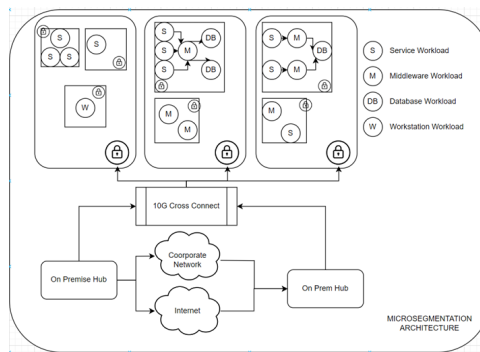 S
S
S
S
W
S
S
S
M
DB
DB
M
M
S
M
S
M
DB
M
S
S
Service Workload
M
Middleware Workload
DB
Database Workload
W
Workstation Workload
10G Cross Connect
Coorporate
Network
On Premise Hub
On Prem Hub
Internet
MICROSEGMENTATION
ARCHITECTURE